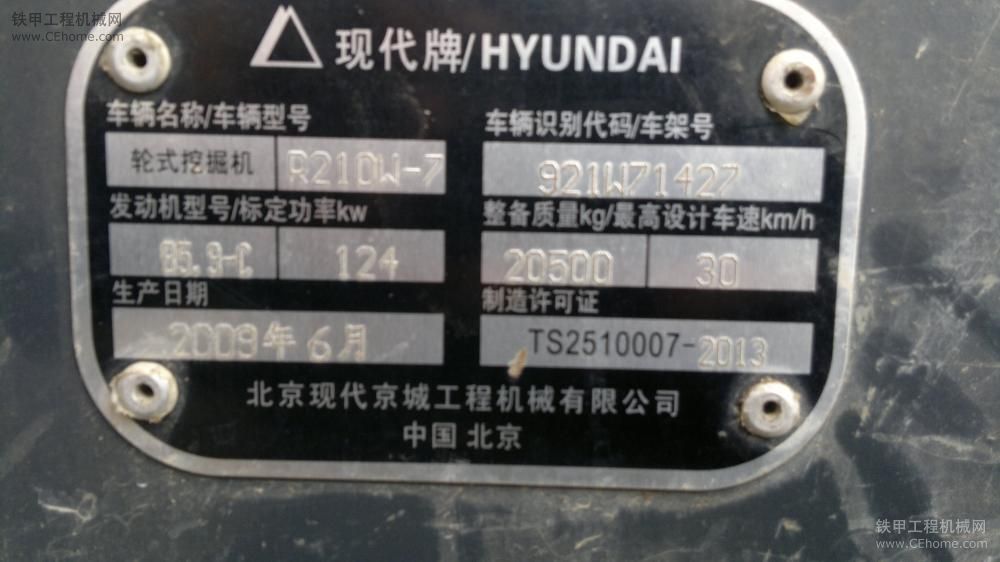 铁甲工程机械网
www.CEhome.com
现代牌/HYUNDAI
车辆名称/车辆型号
轮式挖掘机 R210W-7
车辆识别代码/车架号
921W71427
发动机型号/标定功率kw
B5.9-C 124
整备质量kg/最高设计车速km/h
20500 30
生产日期
2009年6月
制造许可证
TS2510007-2013
北京现代京城工程机械有限公司
中国 北京
铁甲工程机械网
www.CEhome.com